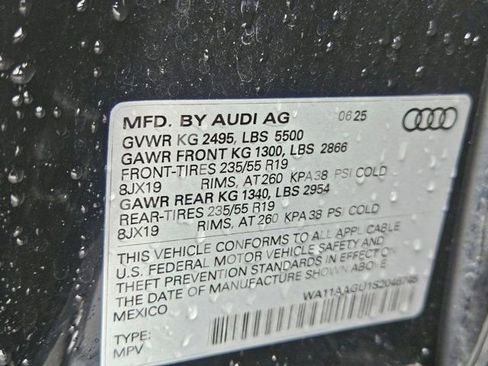 MFD. BY AUDI AG 06 25
GVWR KG 2495, LBS 5500
GAWR FRONT KG 1300, LBS 2866
FRONT-TIRES 235/55 R19
8JX19 RIMS, AT 260 KPA 38 PSI COLD
GAWR REAR KG 1340, LBS 2954
REAR-TIRES 235/55 R19
8JX19 RIMS, AT 260 KPA 38 PSI COLD
THIS VEHICLE CONFORMS TO ALL APPLICABLE
U.S. FEDERAL MOTOR VEHICLE SAFETY AND
THEFT PREVENTION STANDARDS IN EFFECT ON
THE DATE OF MANUFACTURE SHOWN ABOVE
MEXICO
TYPE:
MPV